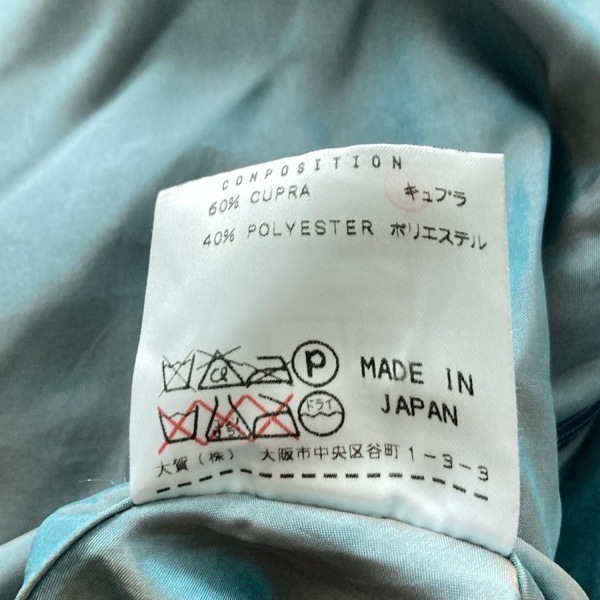 COMPOSITION
60% CUPRA キュプラ
40% POLYESTER ポリエステル
Cℓ P MADE IN
ドライ JAPAN
大賀（株） 大阪市中央区谷町1-3-3